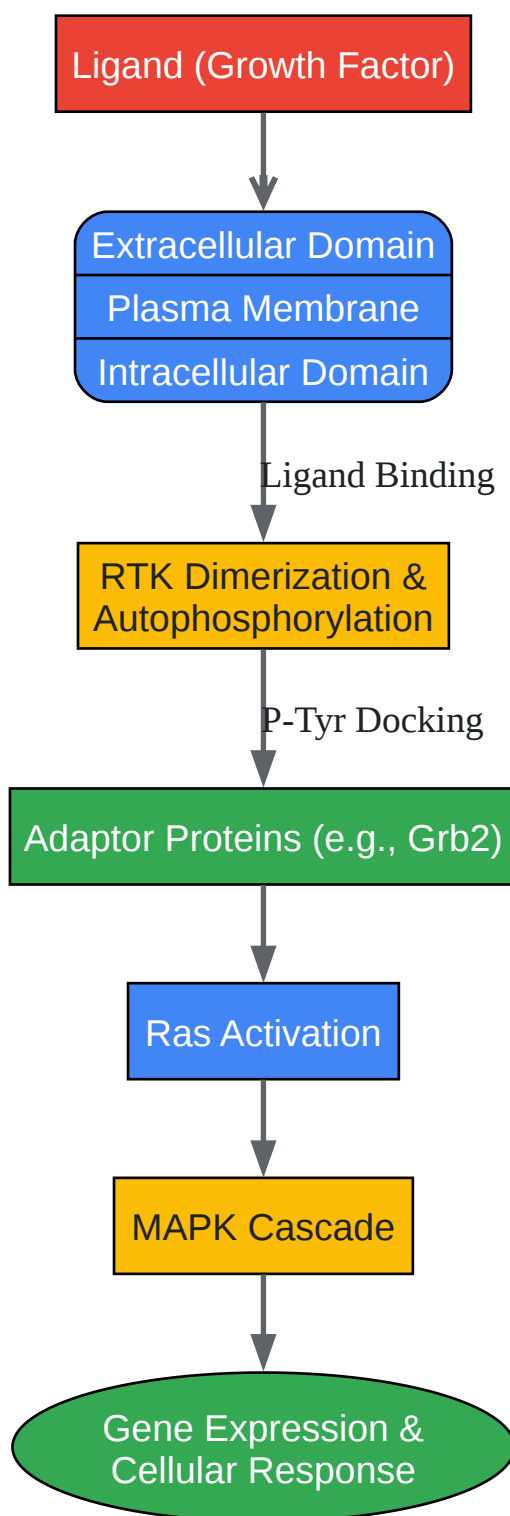 Ligand (Growth Factor)
Extracellular Domain
Plasma Membrane
Intracellular Domain
Ligand Binding
RTK Dimerization &
Autophosphorylation
P-Tyr Docking
Adaptor Proteins (e.g., Grb2)
Ras Activation
MAPK Cascade
Gene Expression &
Cellular Response